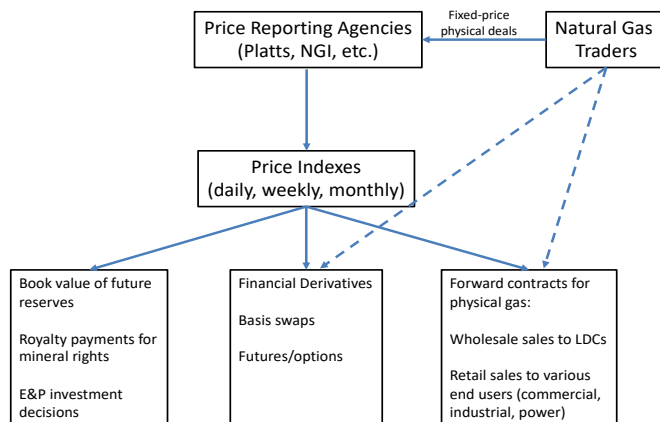 Price Reporting Agencies
(Platts, NGI, etc.)
Fixed-price
physical deals
Natural Gas
Traders
Price Indexes
(daily, weekly, monthly)
Book value of future
reserves
Royalty payments for
mineral rights
E&P investment
decisions
Financial Derivatives
Basis swaps
Futures/options
Forward contracts for
physical gas:
Wholesale sales to LDCs
Retail sales to various
end users (commercial,
industrial, power)